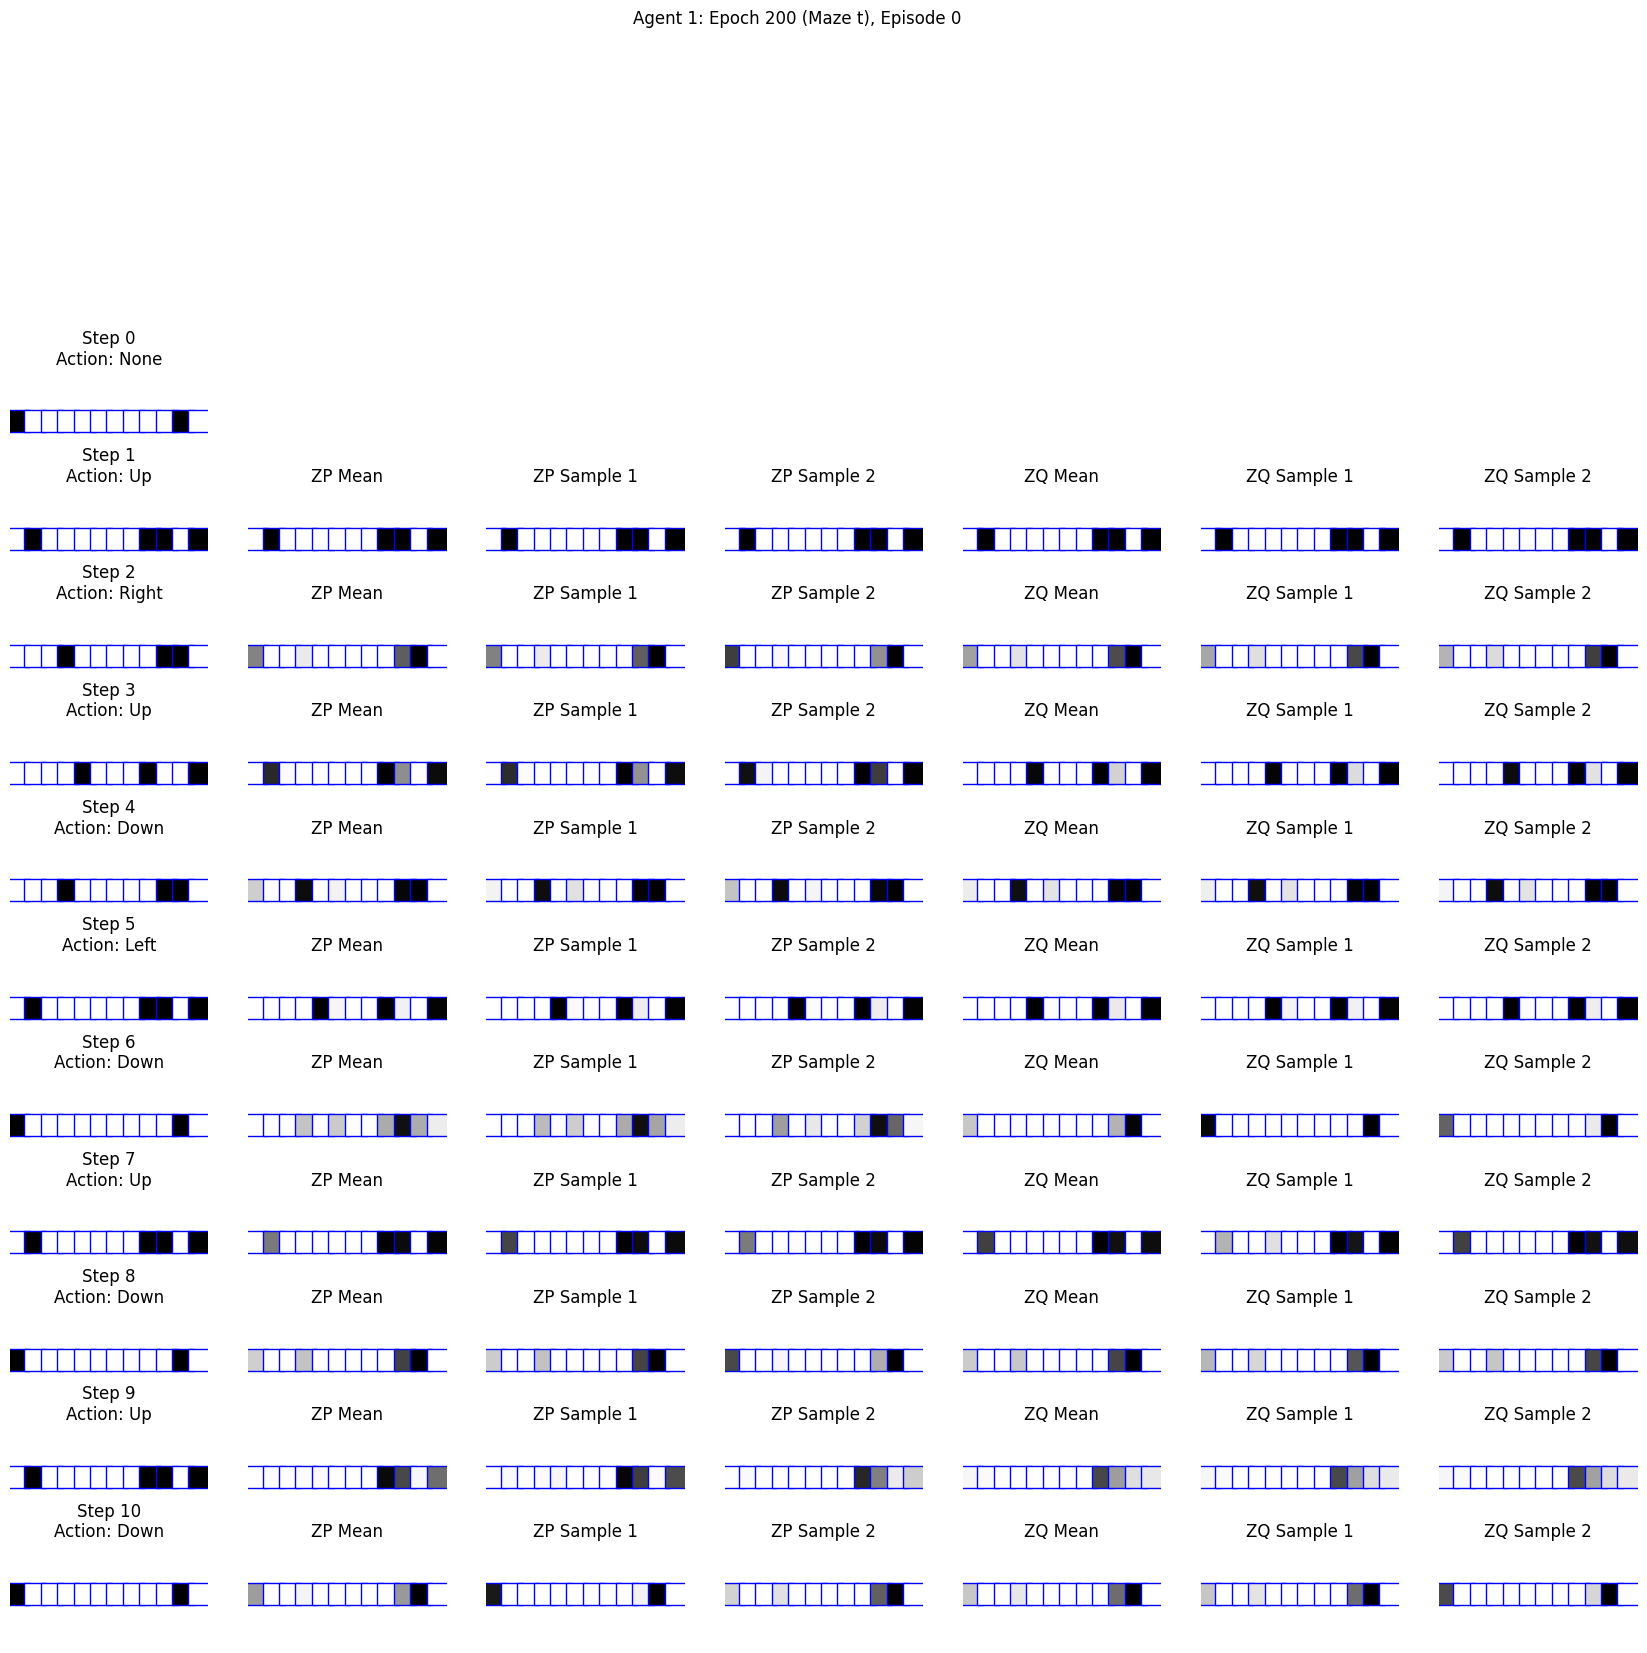 Agent 1: Epoch 200 (Maze t), Episode 0
Step 0
Action: None
Step 1
Action: Up
ZP Mean
ZP Sample 1
ZP Sample 2
ZQ Mean
ZQ Sample 1
ZQ Sample 2
Step 2
Action: Right
ZP Mean
ZP Sample 1
ZP Sample 2
ZQ Mean
ZQ Sample 1
ZQ Sample 2
Step 3
Action: Up
ZP Mean
ZP Sample 1
ZP Sample 2
ZQ Mean
ZQ Sample 1
ZQ Sample 2
Step 4
Action: Down
ZP Mean
ZP Sample 1
ZP Sample 2
ZQ Mean
ZQ Sample 1
ZQ Sample 2
Step 5
Action: Left
ZP Mean
ZP Sample 1
ZP Sample 2
ZQ Mean
ZQ Sample 1
ZQ Sample 2
Step 6
Action: Down
ZP Mean
ZP Sample 1
ZP Sample 2
ZQ Mean
ZQ Sample 1
ZQ Sample 2
Step 7
Action: Up
ZP Mean
ZP Sample 1
ZP Sample 2
ZQ Mean
ZQ Sample 1
ZQ Sample 2
Step 8
Action: Down
ZP Mean
ZP Sample 1
ZP Sample 2
ZQ Mean
ZQ Sample 1
ZQ Sample 2
Step 9
Action: Up
ZP Mean
ZP Sample 1
ZP Sample 2
ZQ Mean
ZQ Sample 1
ZQ Sample 2
Step 10
Action: Down
ZP Mean
ZP Sample 1
ZP Sample 2
ZQ Mean
ZQ Sample 1
ZQ Sample 2